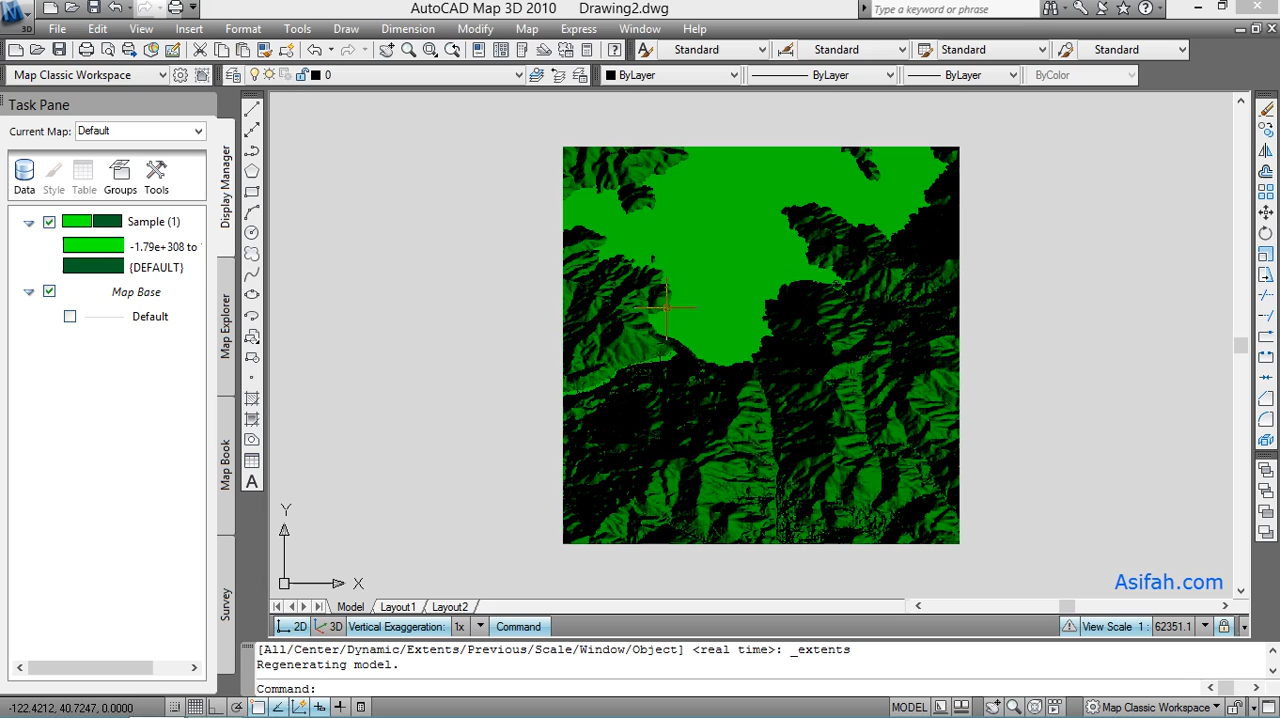 AutoCAD Map 3D 2010 Drawing2.dwg
Type a keyword or phrase
3D
File Edit View Insert Format Tools Draw Dimension Modify Map Express Window Help
Standard Standard Standard Standard
Map Classic Workspace 0 ByLayer ByLayer ByLayer ByColor
Task Pane
Current Map: Default
Data Style Table Groups Tools
Sample (1)
-1.79e+308 to
{DEFAULT}
Map Base
Default
Display Manager
Map Explorer
Map Book
Survey
A
Y
X
Asifah.com
Model Layout1 Layout2
2D 3D Vertical Exaggeration: 1x Command View Scale 1 : 62351.1
[All/Center/Dynamic/Extents/Previous/Scale/Window/Object] <real time>: _extents
Regenerating model.
Command:
-122.4212, 40.7247, 0.0000 MODEL Map Classic Workspace